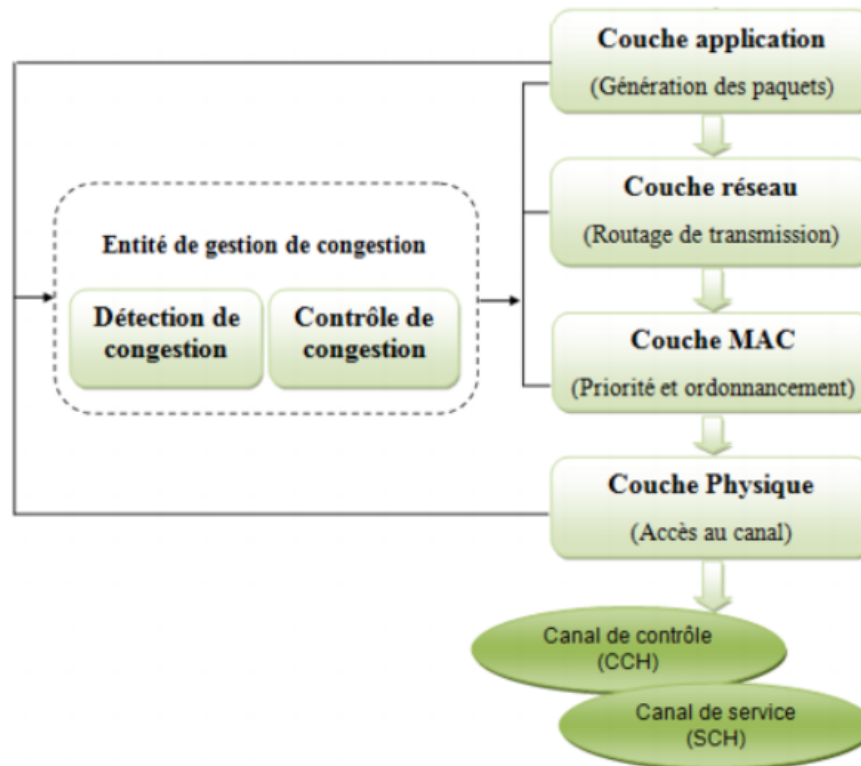 Couche application
(Génération des paquets)
Couche réseau
(Routage de transmission)
Entité de gestion de congestion
Détection de
congestion
Contrôle de
congestion
Couche MAC
(Priorité et ordonnancement)
Couche Physique
(Accès au canal)
Canal de contrôle
(CCH)
Canal de service
(SCH)